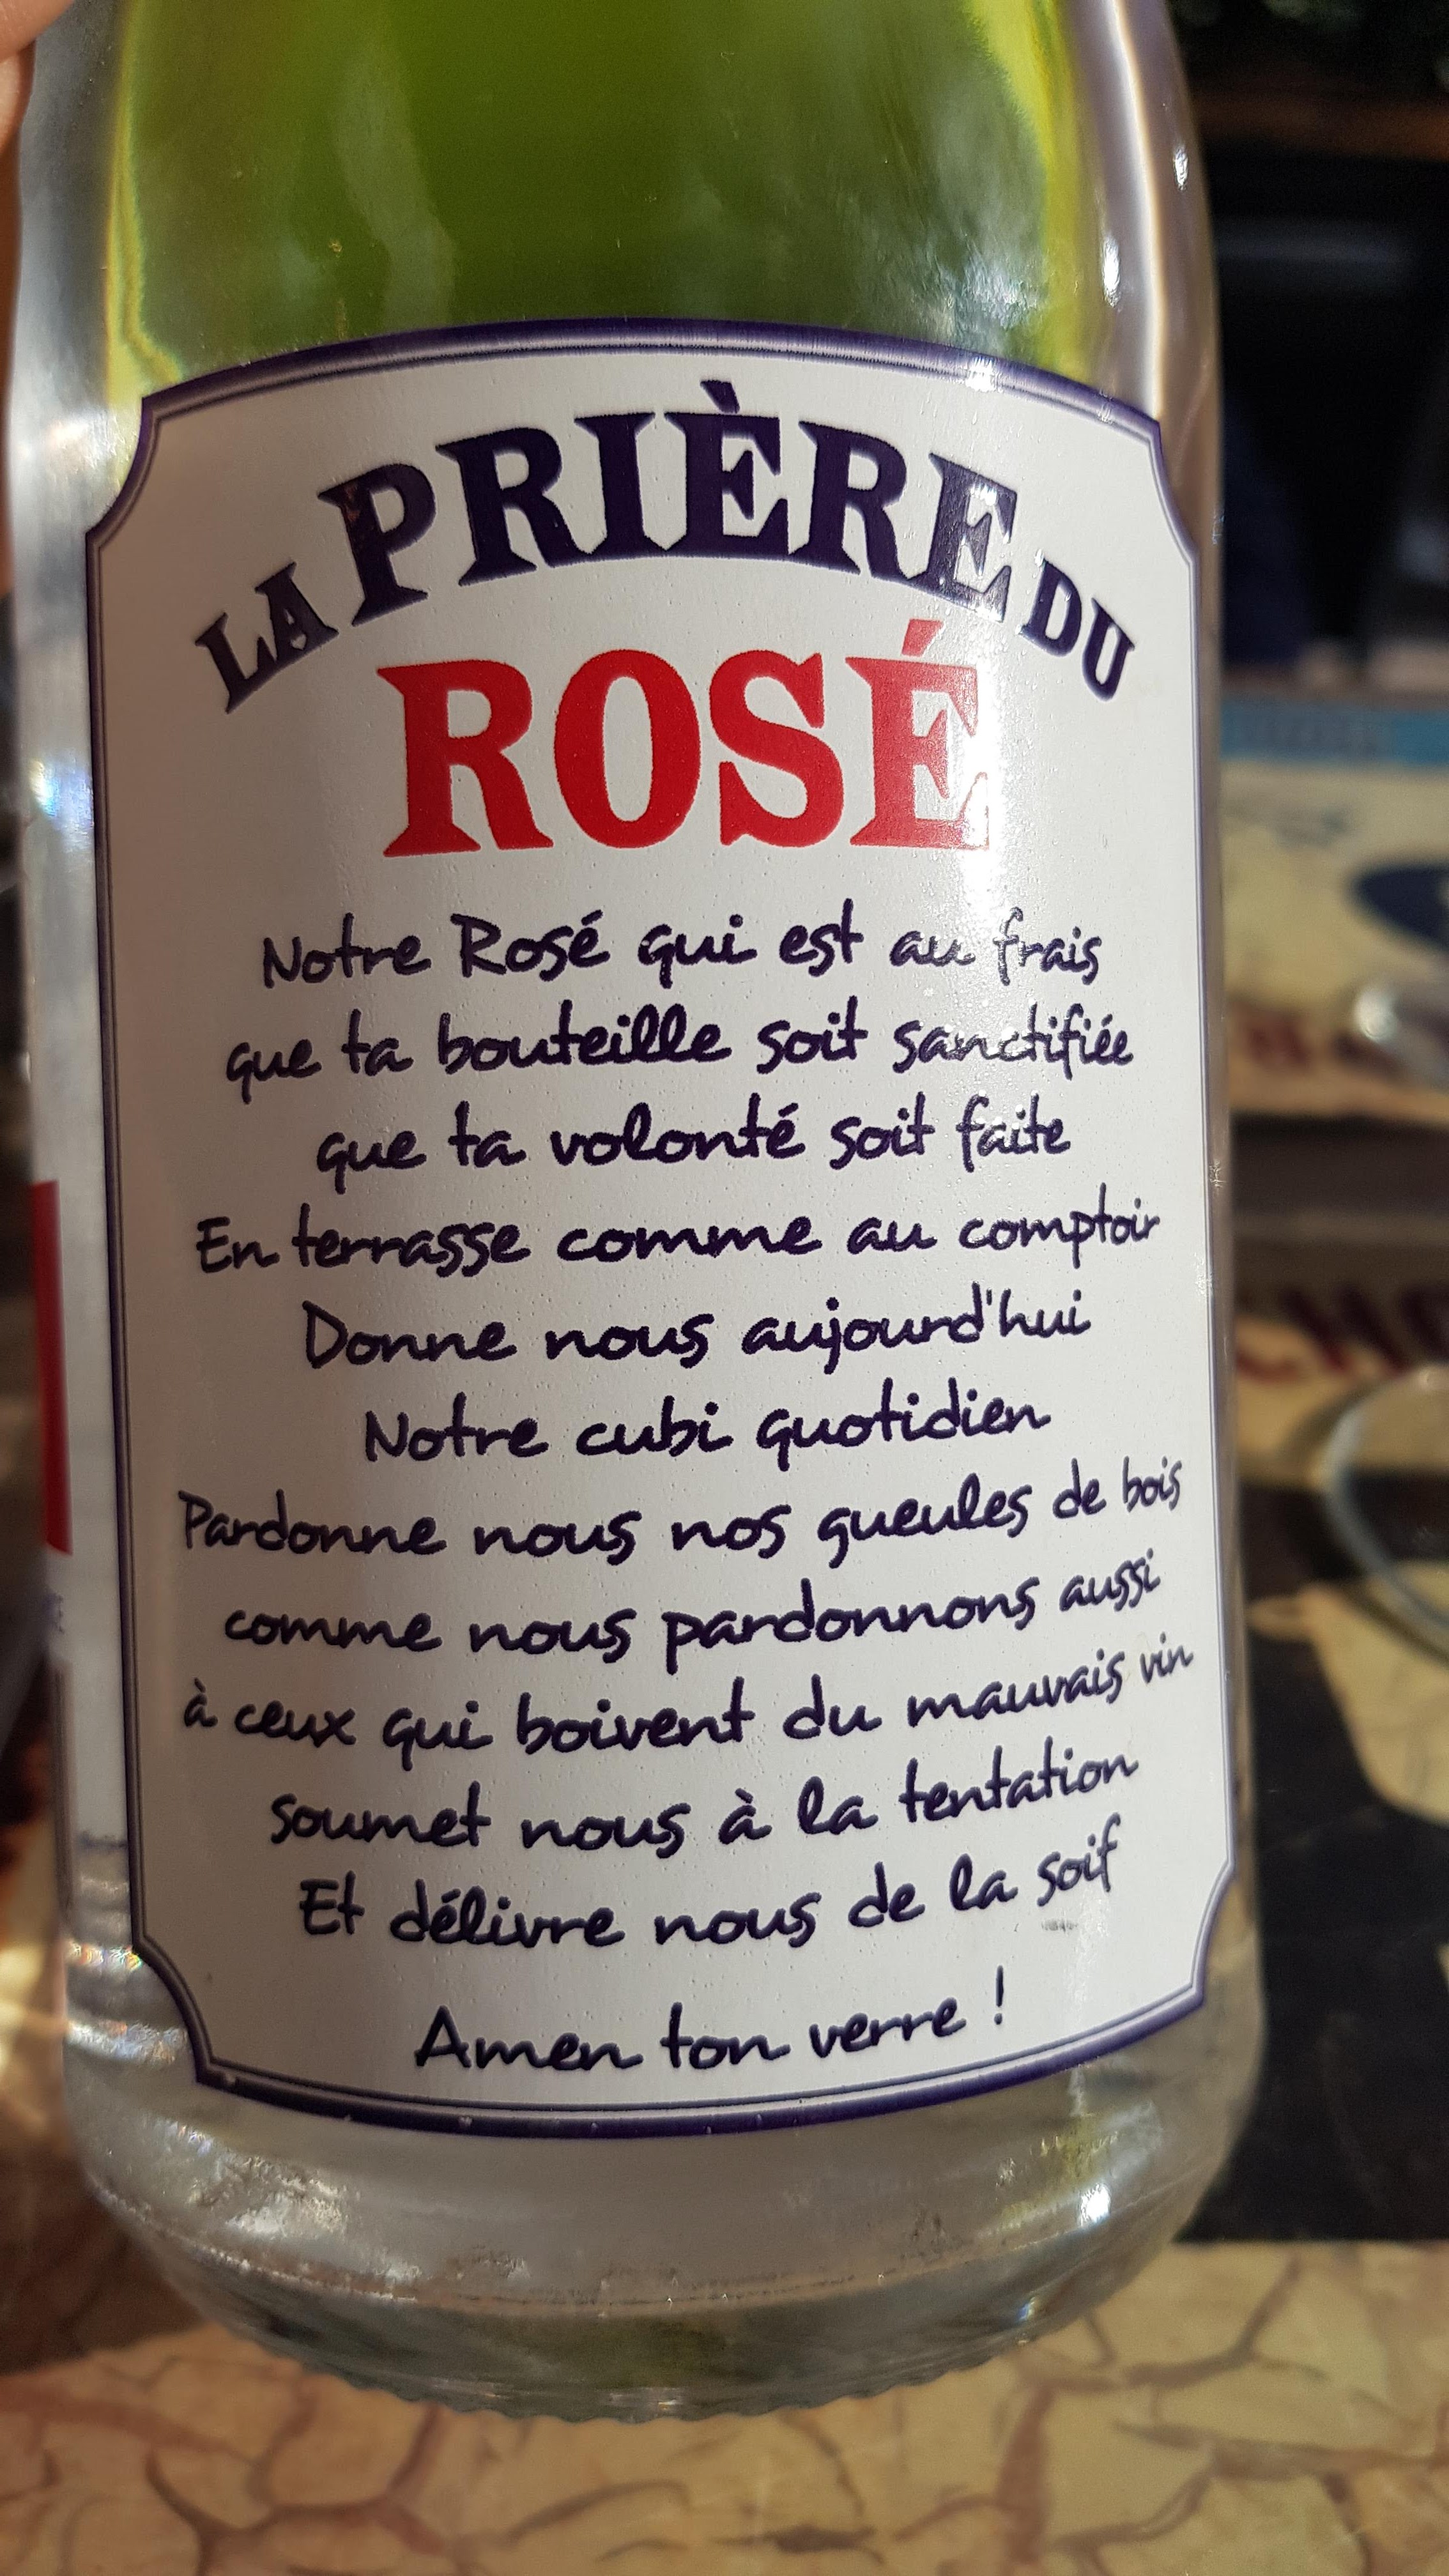 LA PRIÈRE DU
ROSÉ
Notre Rosé qui est au frais
que ta bouteille soit sanctifiée
que ta volonté soit faite
En terrasse comme au comptoir
Donne nous aujourd'hui
Notre cubi quotidien
Pardonne nous nos gueules de bois
comme nous pardonnons aussi
à ceux qui boivent du mauvais vin
soumet nous à la tentation
Et délivre nous de la soif
Amen ton verre !